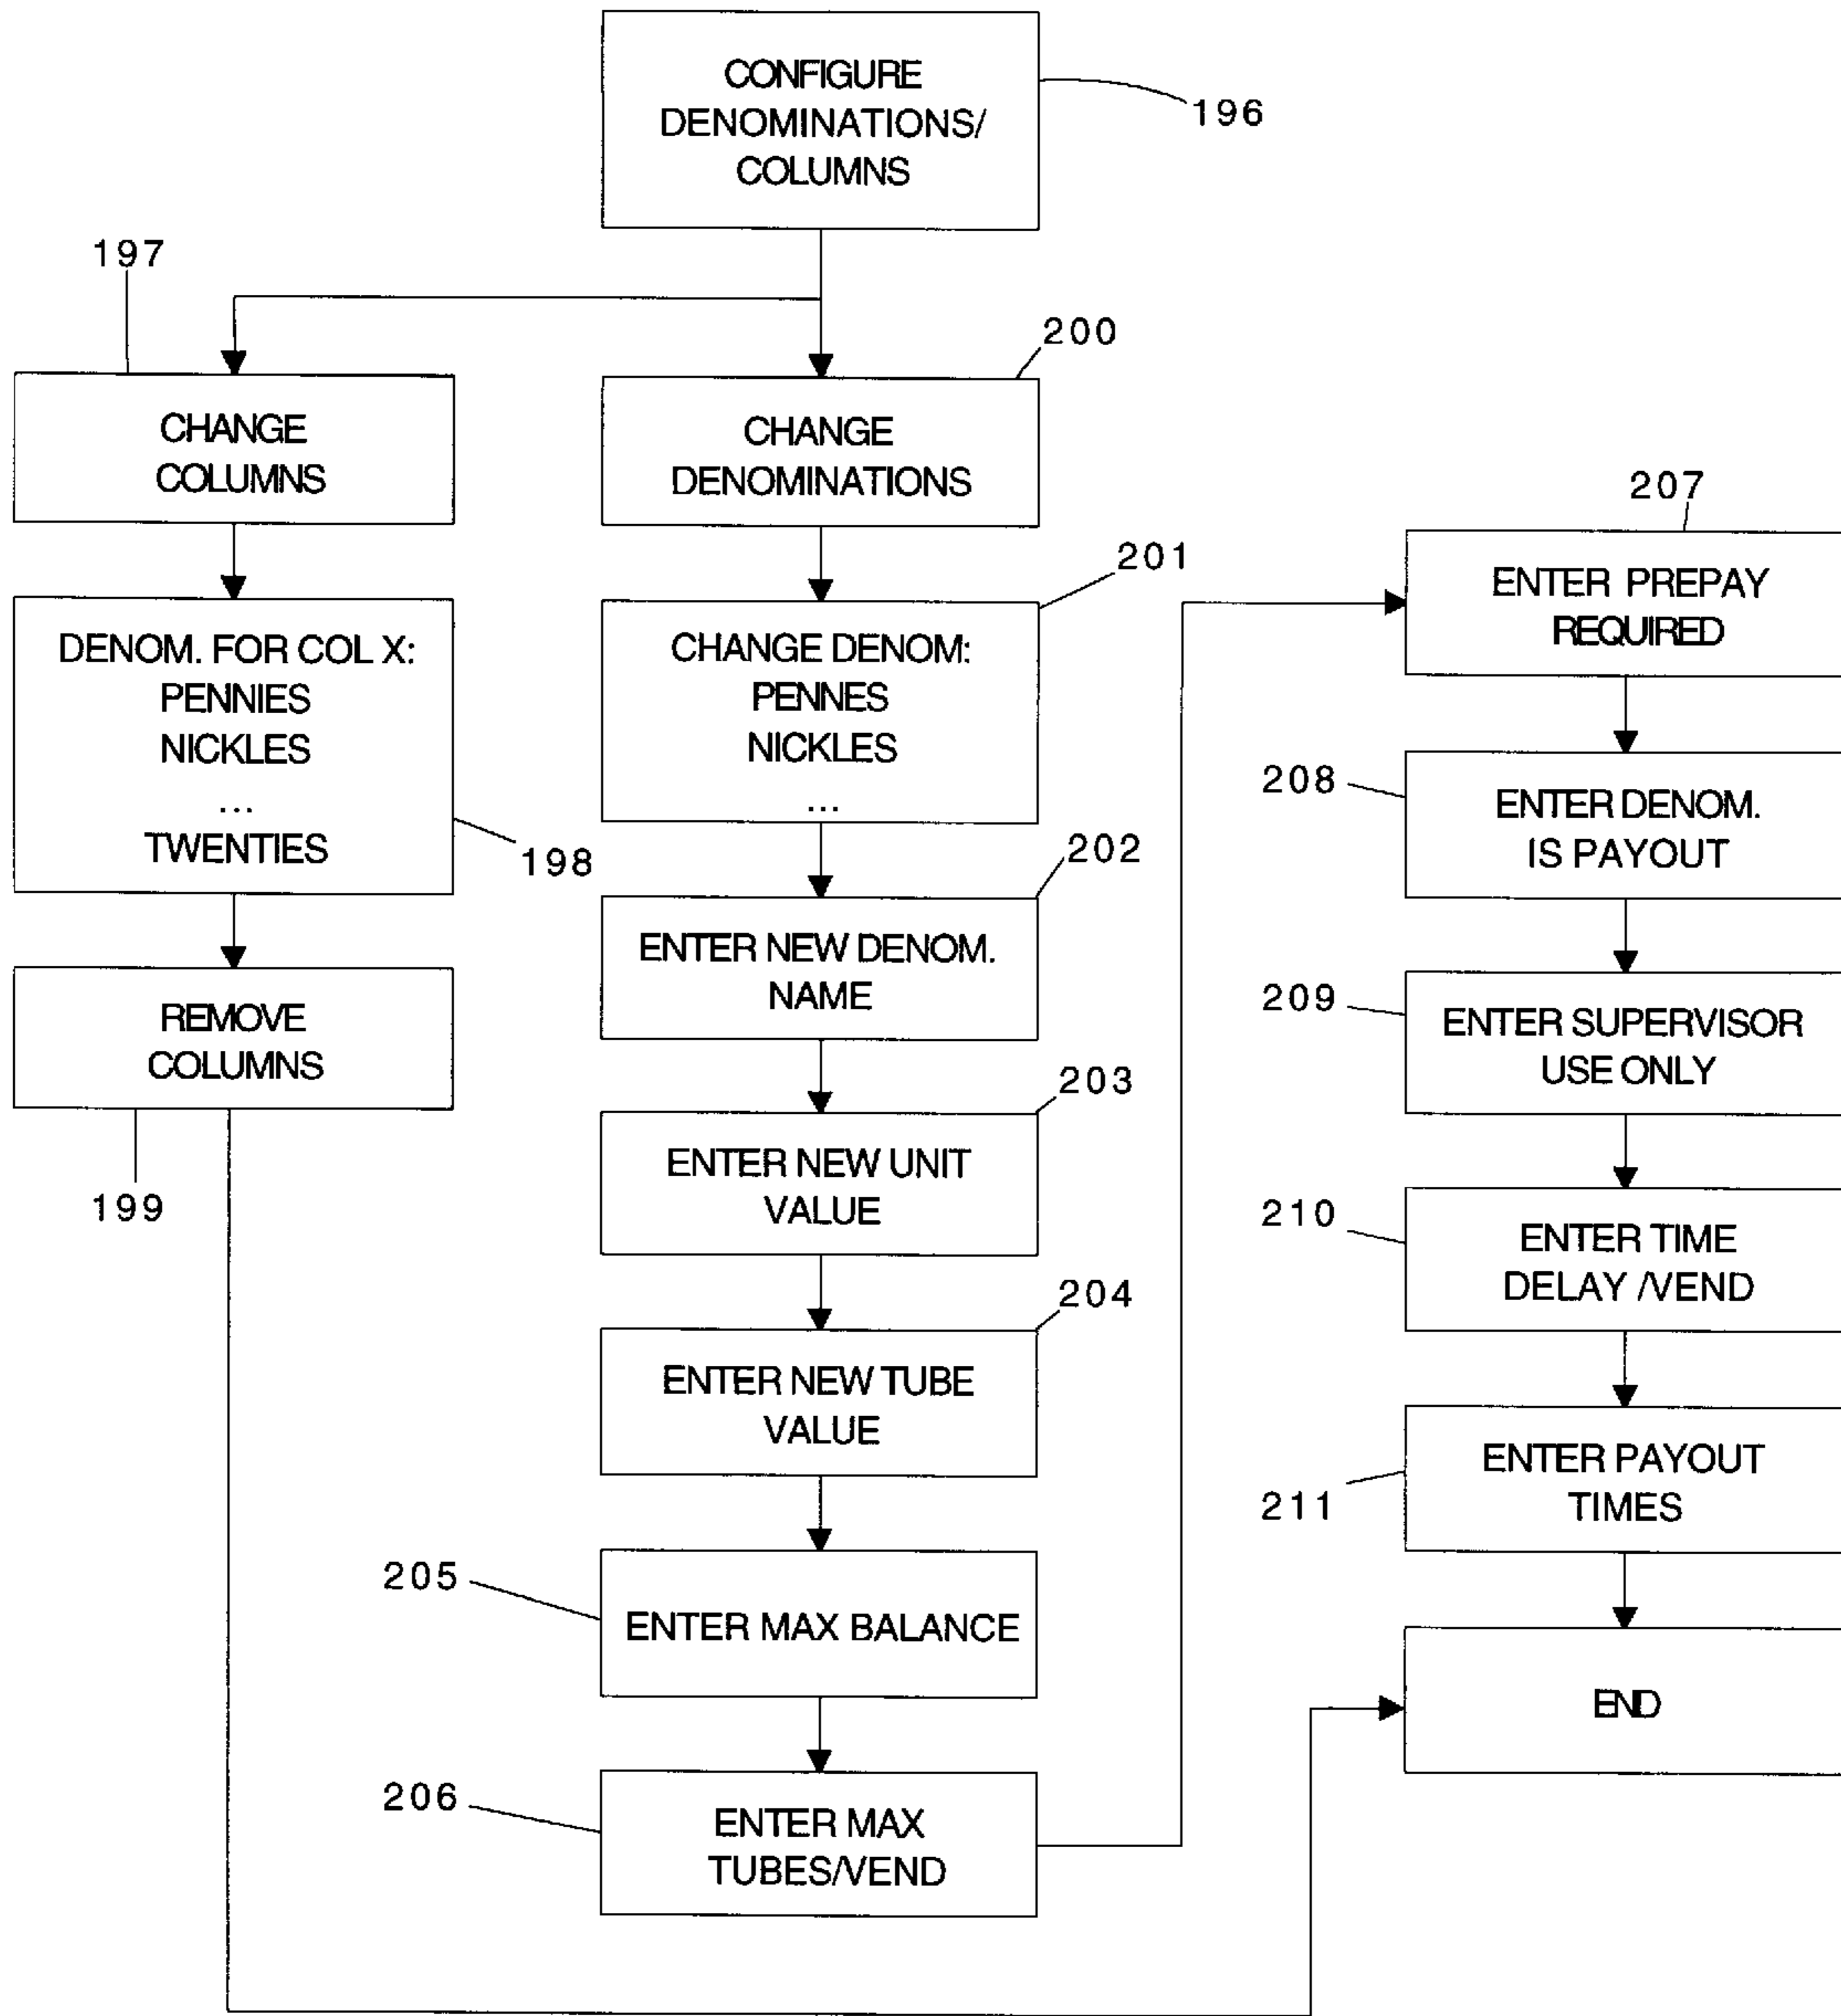 CONFIGURE
DENOMINATIONS/
COLUMNS
196
197
CHANGE
COLUMNS
DENOM. FOR COL X:
PENNIES
NICKLES
...
TWENTIES
198
REMOVE
COLUMNS
199
200
CHANGE
DENOMINATIONS
201
CHANGE DENOM:
PENNES
NICKLES
...
202
ENTER NEW DENOM.
NAME
203
ENTER NEW UNIT
VALUE
204
ENTER NEW TUBE
VALUE
205
ENTER MAX BALANCE
206
ENTER MAX
TUBES/VEND
207
ENTER PREPAY
REQUIRED
208
ENTER DENOM.
IS PAYOUT
209
ENTER SUPERVISOR
USE ONLY
210
ENTER TIME
DELAY /VEND
211
ENTER PAYOUT
TIMES
END